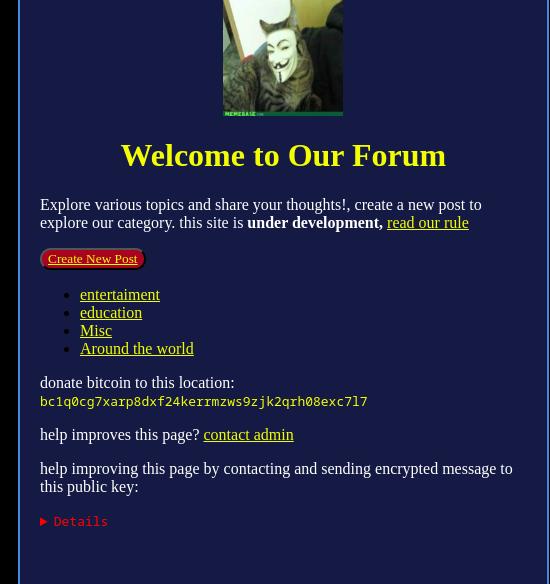 MEMEBASE.com
Welcome to Our Forum
Explore various topics and share your thoughts!, create a new post to
explore our category. this site is under development, read our rule
Create New Post
entertaiment
education
Misc
Around the world
donate bitcoin to this location:
bc1q0cg7xarp8dxf24kerrmzws9zjk2qrh08exc7l7
help improves this page? contact admin
help improving this page by contacting and sending encrypted message to
this public key:
Details